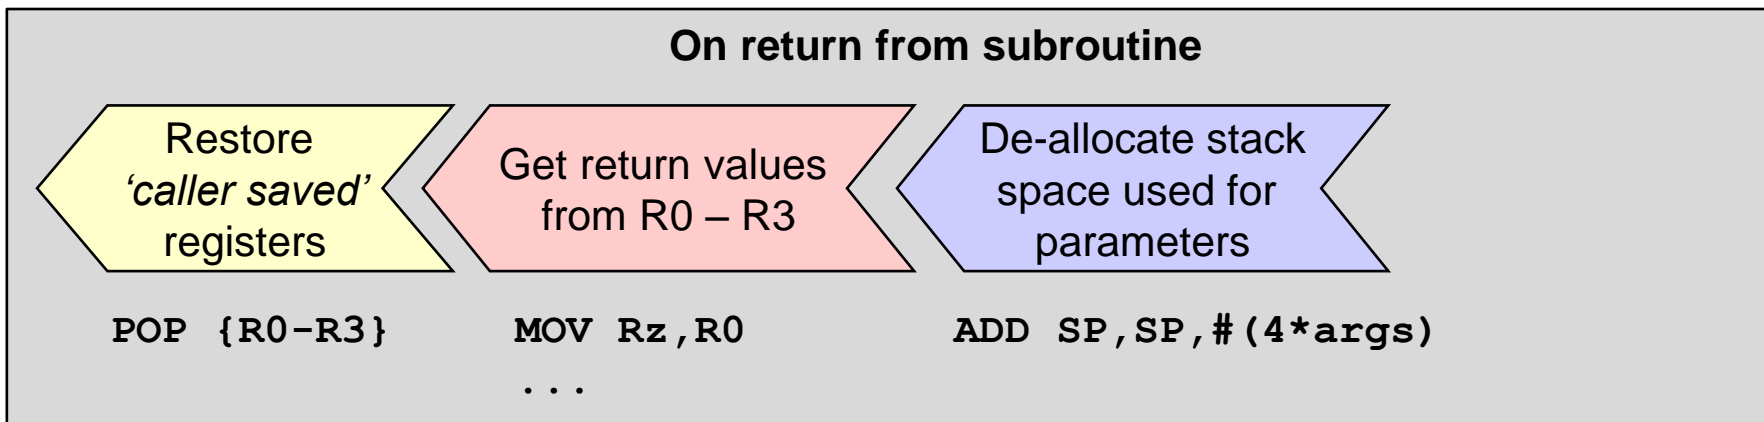 On return from subroutine
Restore
‘caller saved’
registers
Get return values
from R0 – R3
De-allocate stack
space used for
parameters
POP {R0-R3}
MOV Rz,R0
...
ADD SP,SP,#(4*args)